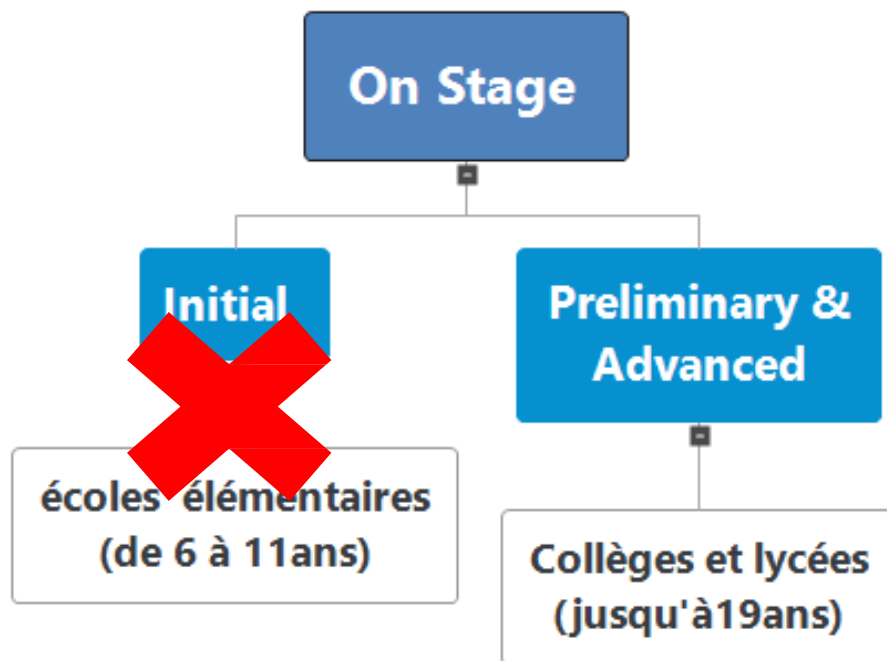 On Stage
Initial
Preliminary &
Advanced
écoles élémentaires
(de 6 à 11ans)
Collèges et lycées
(jusqu'à19ans)